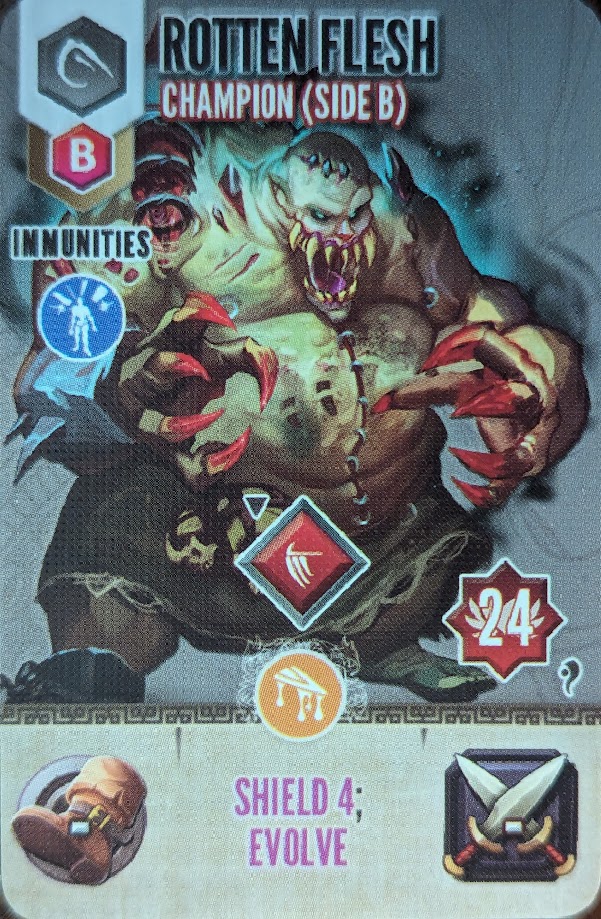 ROTTEN FLESH
CHAMPION (SIDE B)
B
IMMUNITIES
24
SHIELD 4;
EVOLVE